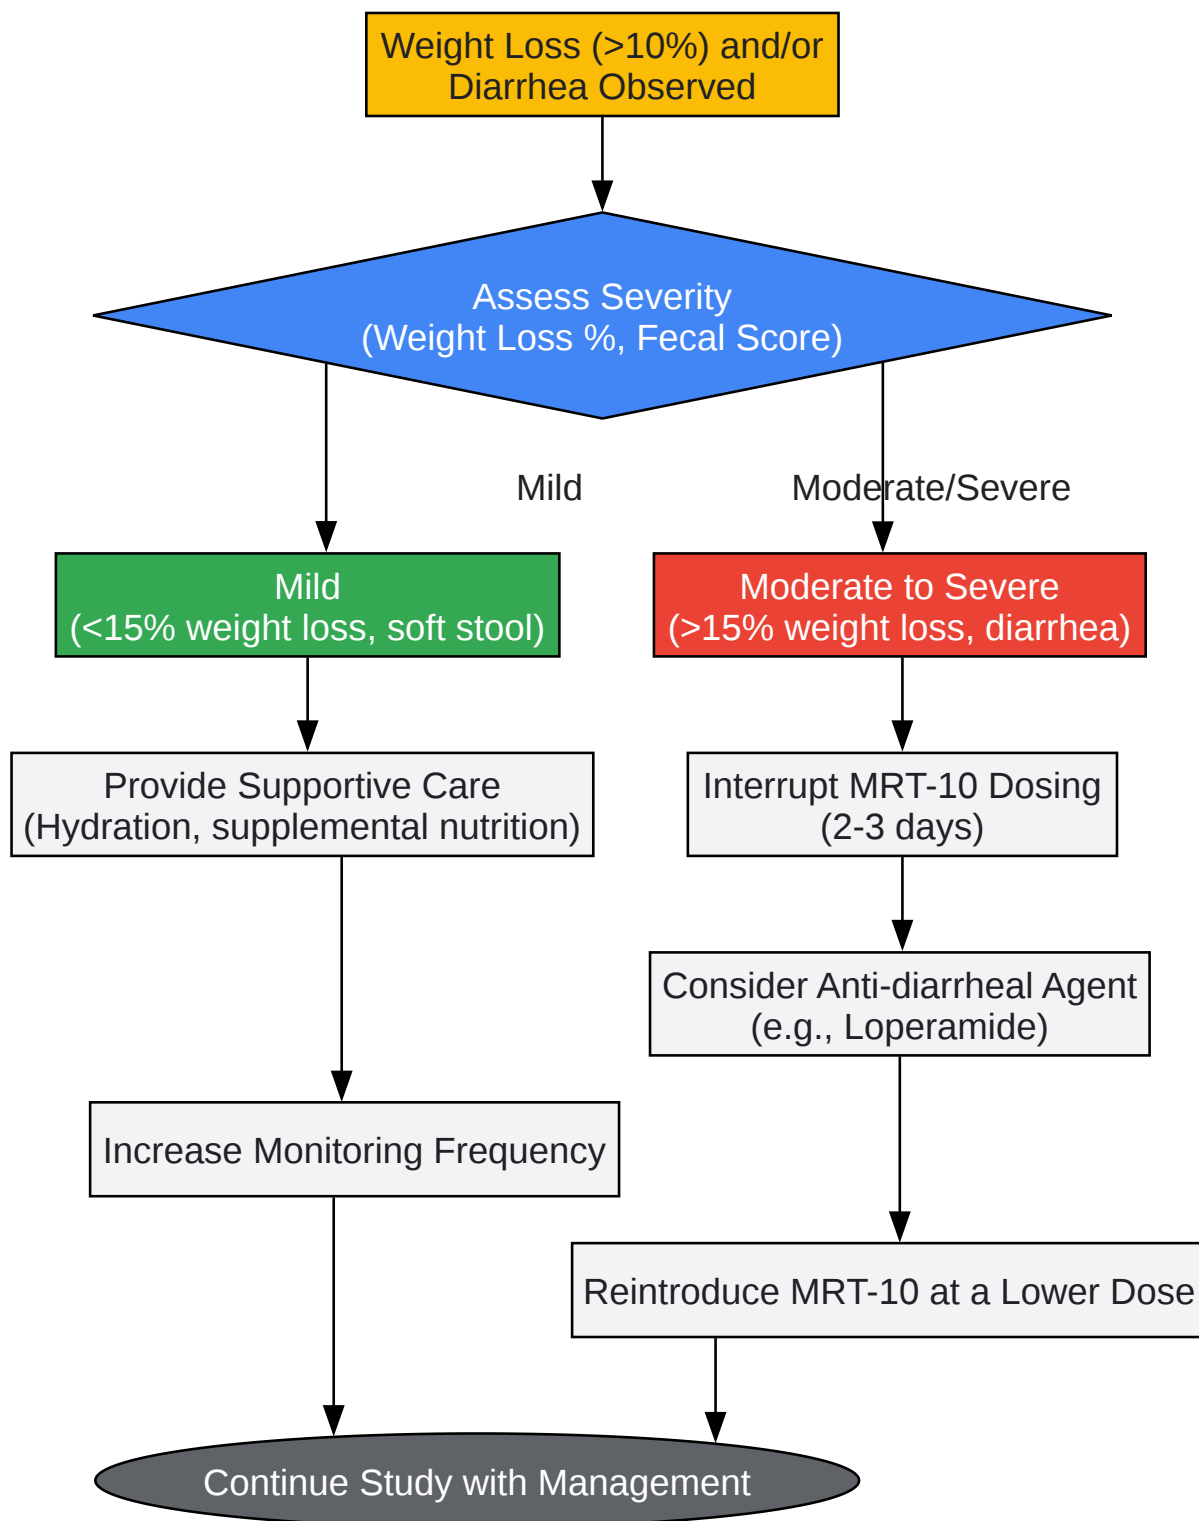 Weight Loss (>10%) and/or
Diarrhea Observed
Assess Severity
(Weight Loss %, Fecal Score)
Mild
Moderate/Severe
Mild
(<15% weight loss, soft stool)
Moderate to Severe
(>15% weight loss, diarrhea)
Provide Supportive Care
(Hydration, supplemental nutrition)
Interrupt MRT-10 Dosing
(2-3 days)
Consider Anti-diarrheal Agent
(e.g., Loperamide)
Increase Monitoring Frequency
Reintroduce MRT-10 at a Lower Dose
Continue Study with Management